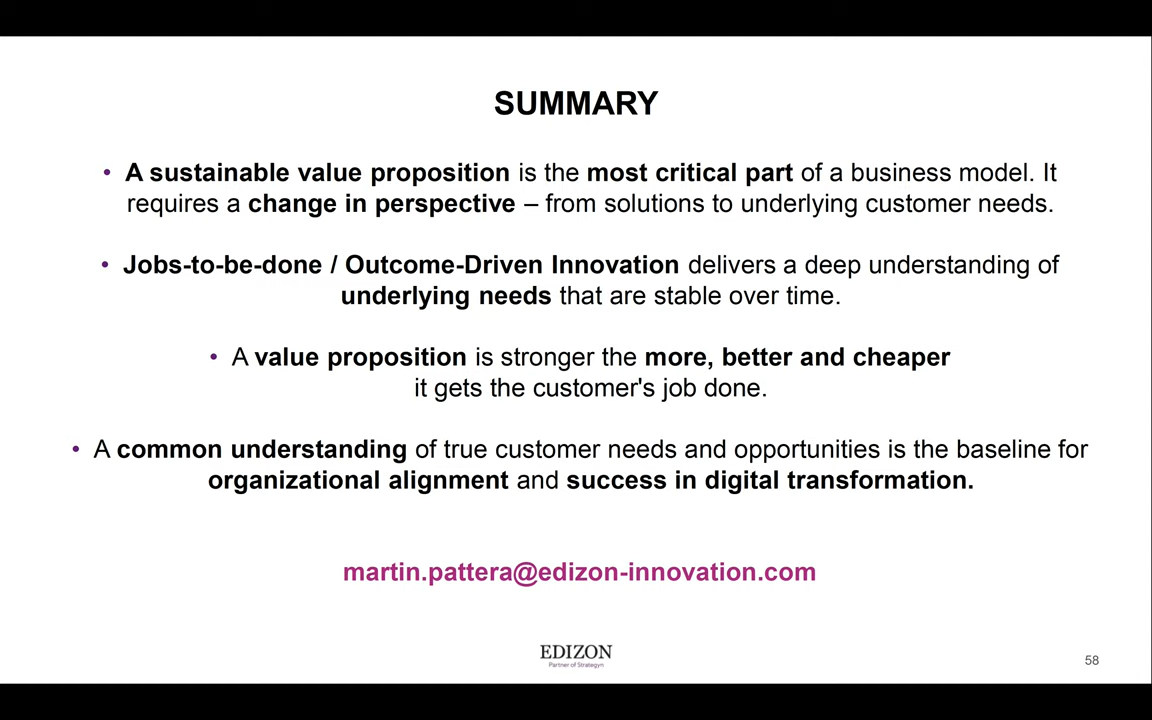 SUMMARY
• A sustainable value proposition is the most critical part of a business model. It
requires a change in perspective – from solutions to underlying customer needs.
• Jobs-to-be-done / Outcome-Driven Innovation delivers a deep understanding of
underlying needs that are stable over time.
• A value proposition is stronger the more, better and cheaper
it gets the customer's job done.
• A common understanding of true customer needs and opportunities is the baseline for
organizational alignment and success in digital transformation.
martin.pattera@edizon-innovation.com
EDIZON
Partner of Strategyn
58